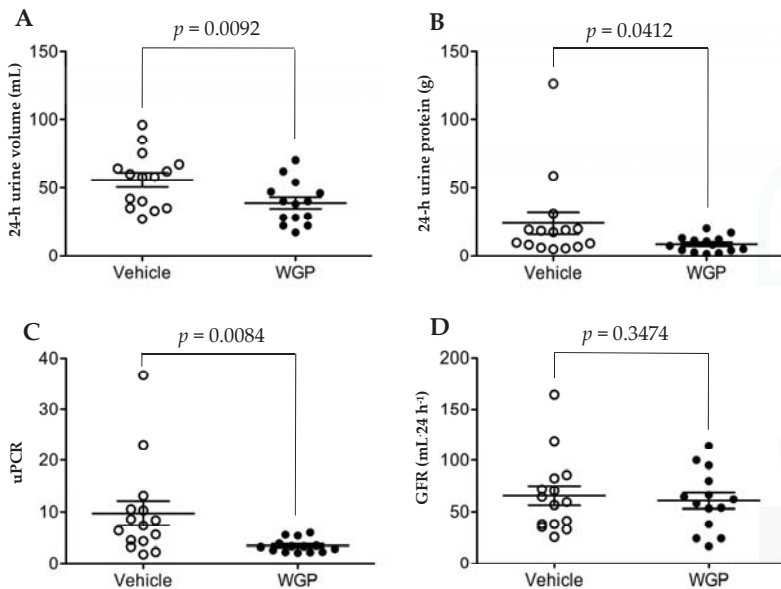 A
p = 0.0092
24-h urine volume (mL)
150
100
50
0
Vehicle
WGP
B
p = 0.0412
24-h urine protein (g)
150
100
50
0
Vehicle
WGP
C
p = 0.0084
uPCR
40
30
20
10
0
Vehicle
WGP
D
p = 0.3474
GFR (mL·24 h⁻¹)
200
150
100
50
0
Vehicle
WGP